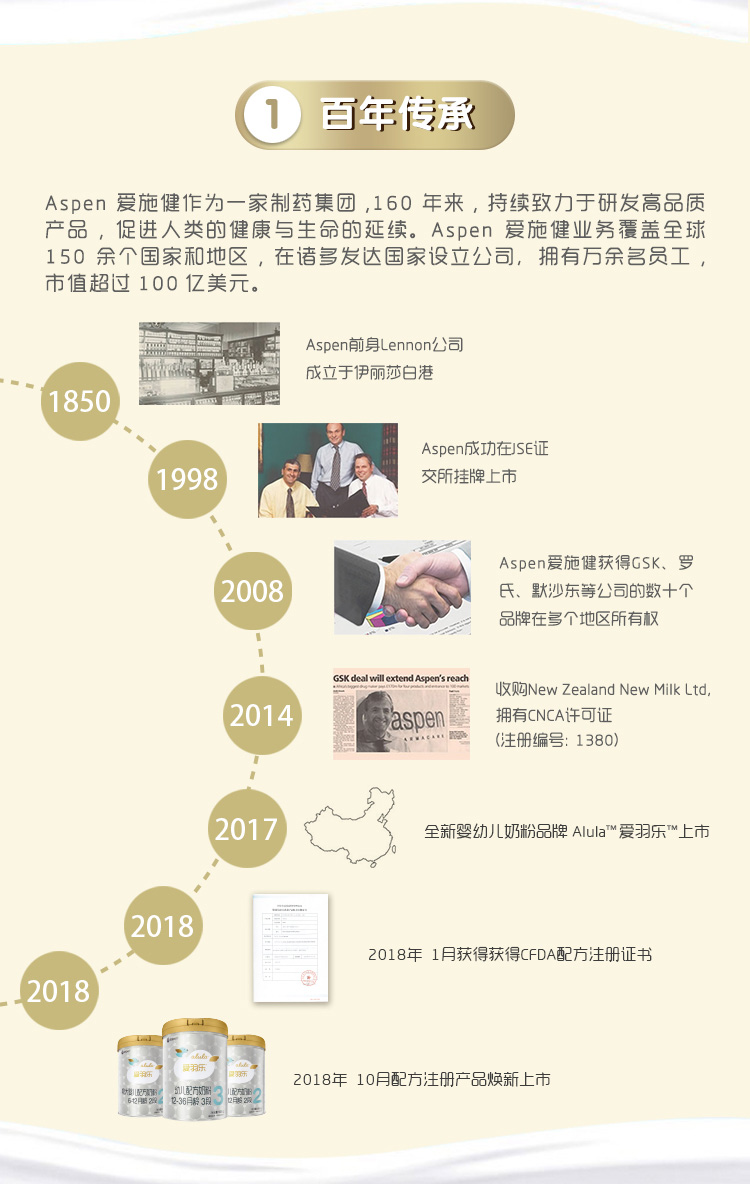 1 百年传承
Aspen 爱施健作为一家制药集团 ,160 年来 , 持续致力于研发高品质
产品 , 促进人类的健康与生命的延续。Aspen 爱施健业务覆盖全球
150 余个国家和地区 , 在诸多发达国家设立公司, 拥有万余名员工 ,
市值超过 100 亿美元。
1850
Aspen前身Lennon公司
成立于伊丽莎白港
1998
Aspen成功在JSE证
交所挂牌上市
2008
Aspen爱施健获得GSK、罗
氏、默沙东等公司的数十个
品牌在多个地区所有权
2014
GSK deal will extend Aspen's reach
aspen
收购New Zealand New Milk Ltd,
拥有CNCA许可证
(注册编号: 1380)
2017
全新婴幼儿奶粉品牌 Alula™ 爱羽乐™上市
2018
2018年 1月获得获得CFDA配方注册证书
2018
alula
爱羽乐
幼儿配方奶粉
12-36月龄 3段
3
6-12月龄 2段
2
2018年 10月配方注册产品焕新上市